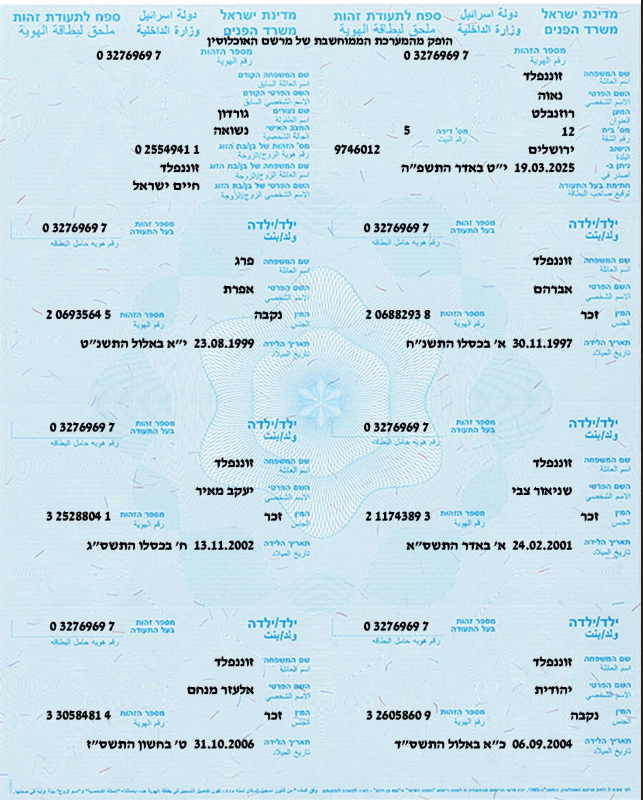 מדינת ישראל دولة اسرائيل ספח לתעודת זהות
משרד הפנים وزارة الداخلية ملحق لبطاقة الهوية
מדינת ישראל دولة اسرائيل ספח לתעודת זהות
משרד הפנים وزارة الداخلية ملحق لبطاقة الهوية
הופק מהמערכת הממוחשבת של מרשם האוכלוסין
מספר הזהות 0 3276969 7
رقم الهوية
שם המשפחה זוננפלד
اسم العائلة
השם הפרטי נאוה
الاسم الشخصي
המען רוזנבלט
العنوان
מס' בית 12 מס' דירה 5
رقم الشقة
הישוב ירושלים 9746012
البلدة
ניתן ב- 19.03.2025 י"ט באדר התשפ"ה
أصدر في
חתימת בעל התעודה
توقيع صاحب البطاقة
מספר הזהות 0 3276969 7
رقم الهوية
שם המשפחה הקודם
اسم العائلة السابق
השם הפרטי הקודם
الاسم الشخصي السابق
שם נעורים גורדון
اسم الطفولة
המצב האישי נשואה
الحالة الشخصية
מס' הזהות של בן/בת הזוג 0 2554941 1
رقم هوية الزوج/الزوجة
שם המשפחה של בן/בת הזוג זוננפלד
اسم عائلة الزوج/الزوجة
השם הפרטי של בן/בת הזוג חיים ישראל
الاسم الشخصي للزوج/الزوجة
ילד/ילדה מספר זהות בעל התעודה 0 3276969 7
ولد/بنت رقم هوية حامل البطاقة
שם המשפחה זוננפלד
اسم العائلة
השם הפרטי אברהם
الاسم الشخصي
המין זכר מספר הזהות 2 0688293 8
الجنس رقم الهوية
תאריך הלידה 30.11.1997 א' בכסלו התשנ"ח
تاريخ الميلاد
ילד/ילדה מספר זהות בעל התעודה 0 3276969 7
ولد/بنت رقم هوية حامل البطاقة
שם המשפחה פרג
اسم العائلة
השם הפרטי אפרת
الاسم الشخصي
המין נקבה מספר הזהות 2 0693564 5
الجنس رقم الهوية
תאריך הלידה 23.08.1999 י"א באלול התשנ"ט
تاريخ الميلاد
ילד/ילדה מספר זהות בעל התעודה 0 3276969 7
ولد/بنت رقم هوية حامل البطاقة
שם המשפחה זוננפלד
اسم العائلة
השם הפרטי שניאור צבי
الاسم الشخصي
המין זכר מספר הזהות 2 1174389 3
الجنس رقم الهوية
תאריך הלידה 24.02.2001 א' באדר התשס"א
تاريخ الميلاد
ילד/ילדה מספר זהות בעל התעודה 0 3276969 7
ولد/بنت رقم هوية حامل البطاقة
שם המשפחה זוננפלד
اسم العائلة
השם הפרטי יעקב מאיר
الاسم الشخصي
המין זכר מספר הזהות 3 2528804 1
الجنس رقم الهوية
תאריך הלידה 13.11.2002 ח' בכסלו התשס"ג
تاريخ الميلاد
ילד/ילדה מספר זהות בעל התעודה 0 3276969 7
ولد/بنت رقم هوية حامل البطاقة
שם המשפחה זוננפלד
اسم العائلة
השם הפרטי יהודית
الاسم الشخصي
המין נקבה מספר הזהות 3 2605860 9
الجنس رقم الهوية
תאריך הלידה 06.09.2004 כ"א באלול התשס"ד
تاريخ الميلاد
ילד/ילדה מספר זהות בעל התעודה 0 3276969 7
ولد/بنت رقم هوية حامل البطاقة
שם המשפחה זוננפלד
اسم العائلة
השם הפרטי אלעזר מנחם
الاسم الشخصي
המין זכר מספר הזהות 3 3058481 4
الجنس رقم الهوية
תאריך הלידה 31.10.2006 ט' בחשון התשס"ז
تاريخ الميلاد